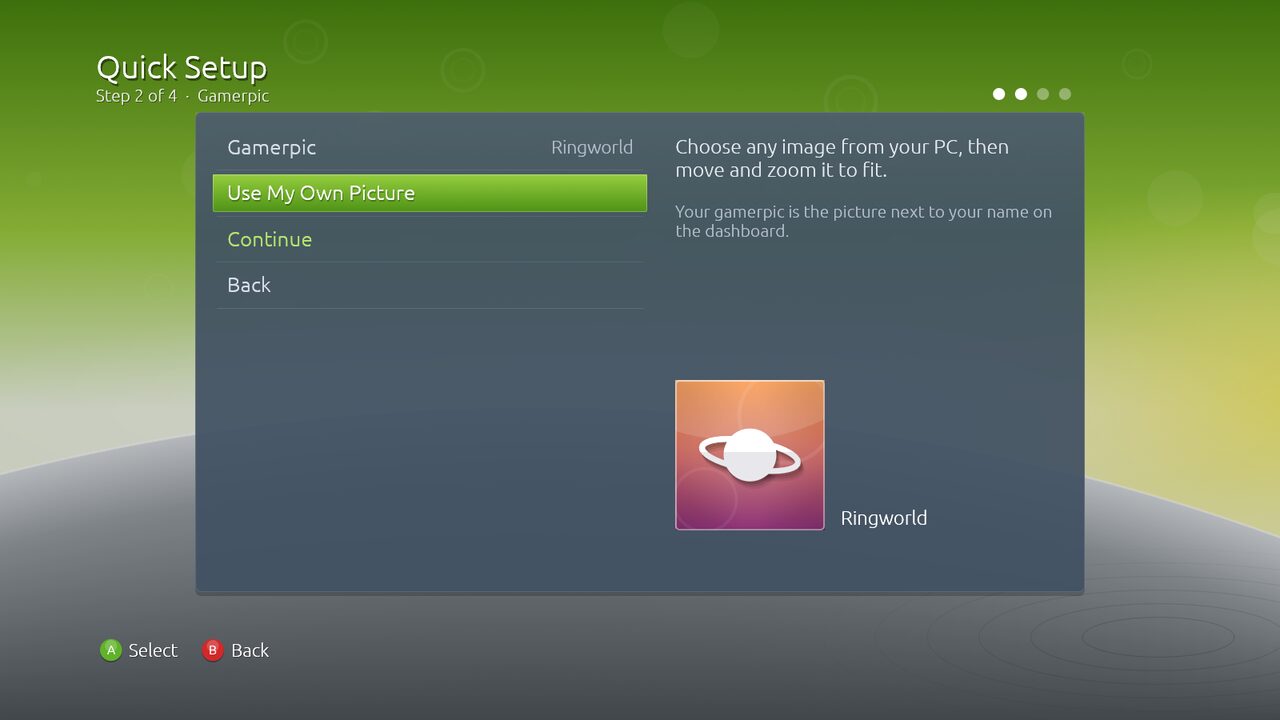 Quick Setup
Step 2 of 4 · Gamerpic
Gamerpic
Ringworld
Use My Own Picture
Continue
Back
Choose any image from your PC, then
move and zoom it to fit.
Your gamerpic is the picture next to your name on
the dashboard.
Ringworld
A Select
B Back